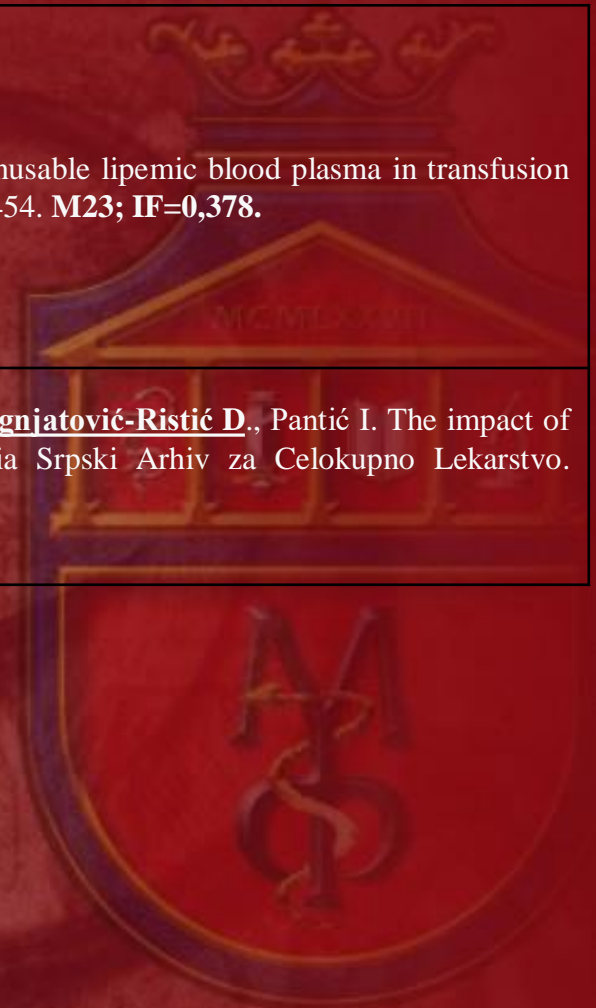 nusable lipemic blood plasma in transfusion
54. M23; IF=0,378.
MCMLXXVII
gnjatović-Ristić D., Pantić I. The impact of
ia Srpski Arhiv za Celokupno Lekarstvo.